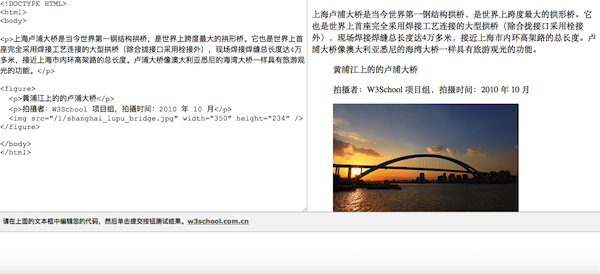 <!DOCTYPE HTML>
<html>
<body>
<p>上海卢浦大桥是当今世界第一钢结构拱桥，是世界上跨度最大的拱形桥。它也是世界上首
座完全采用焊接工艺连接的大型拱桥（除合拢接口采用栓接外），现场焊接焊缝总长度达4万
多米，接近上海市内环高架路的总长度。卢浦大桥像澳大利亚悉尼的海湾大桥一样具有旅游观
光的功能。</p>
<figure>
<p>黄浦江上的的卢浦大桥</p>
<p>拍摄者：W3School 项目组，拍摄时间：2010 年 10 月</p>
<img src="/i/shanghai_lupu_bridge.jpg" width="350" height="234" />
</figure>
</body>
</html>
上海卢浦大桥是当今世界第一钢结构拱桥，是世界上跨度最大的拱形桥。它
也是世界上首座完全采用焊接工艺连接的大型拱桥（除合拢接口采用栓接
外），现场焊接焊缝总长度达4万多米，接近上海市内环高架路的总长度。卢
浦大桥像澳大利亚悉尼的海湾大桥一样具有旅游观光的功能。
黄浦江上的的卢浦大桥
拍摄者：W3School 项目组，拍摄时间：2010 年 10 月
请在上面的文本框中编辑您的代码，然后单击提交按钮测试结果。w3school.com.cn